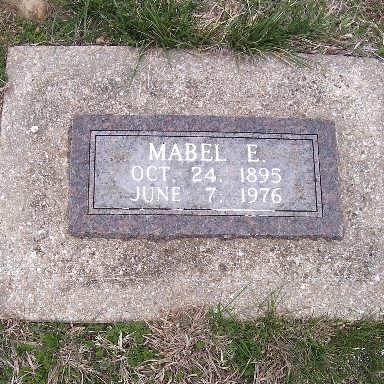 MABEL E.
OCT. 24. 1895
JUNE 7. 1976